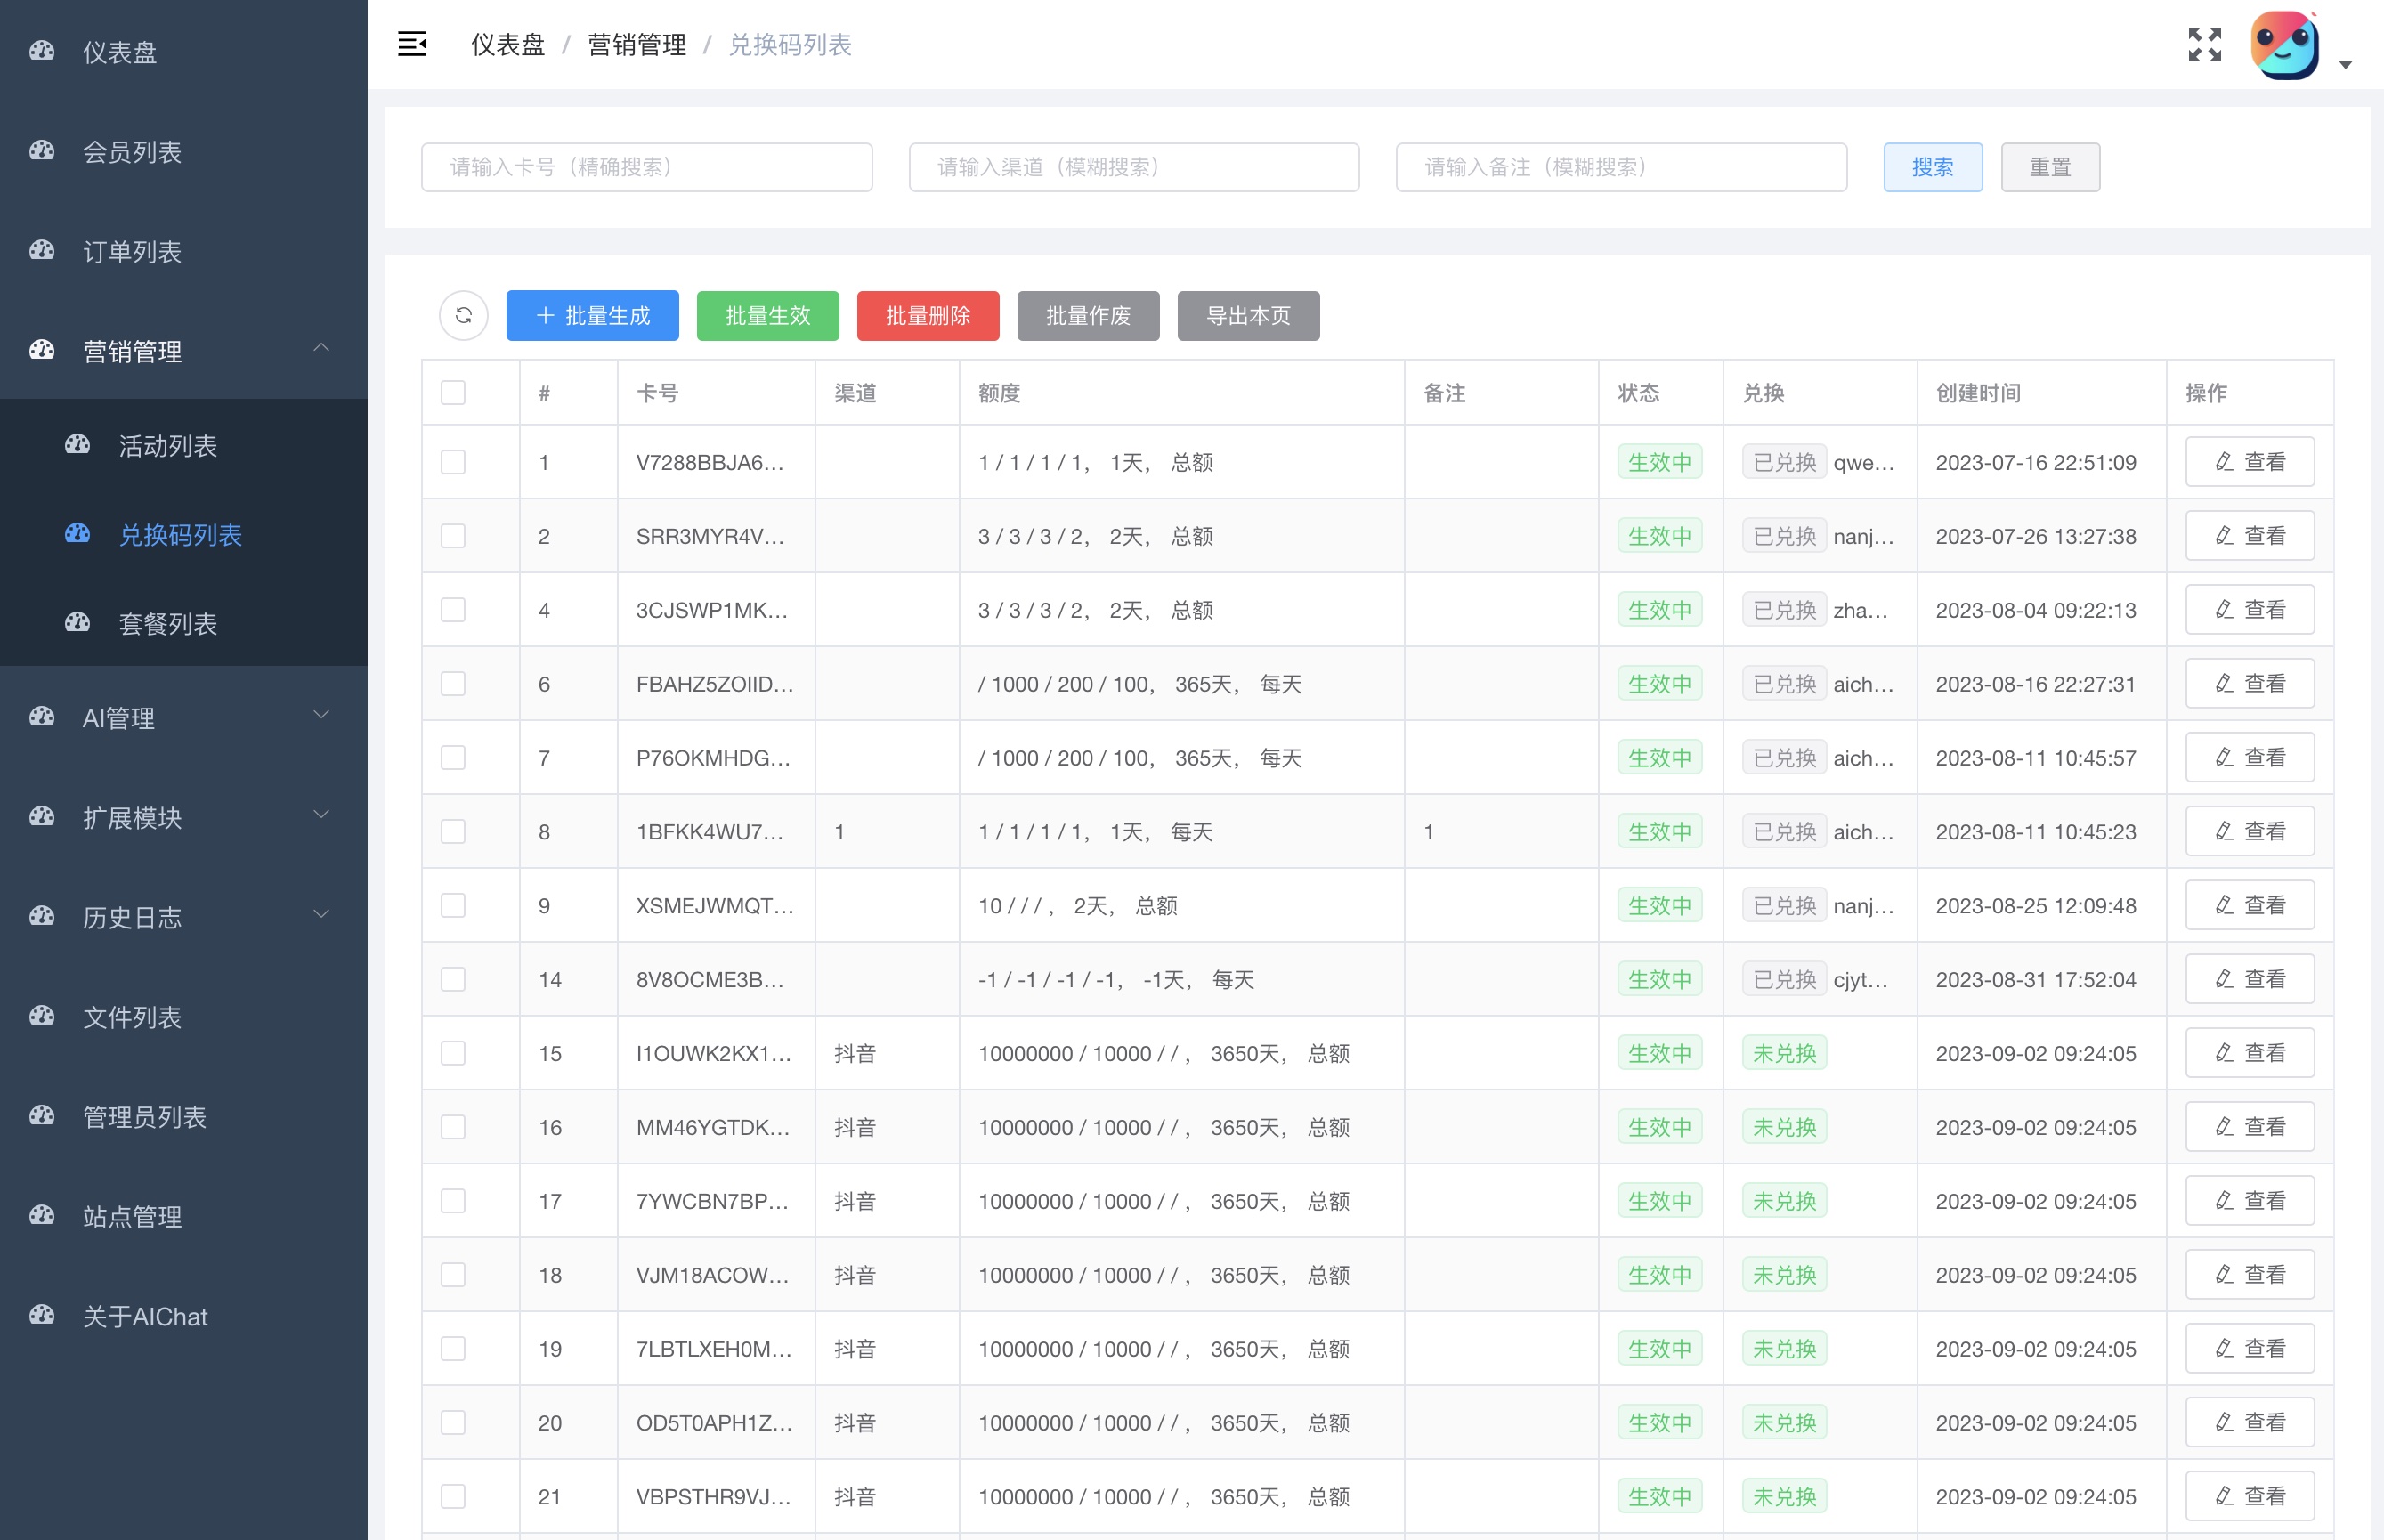 仪表盘 / 营销管理 / 兑换码列表
仪表盘
会员列表
订单列表
营销管理
活动列表
兑换码列表
套餐列表
AI管理
扩展模块
历史日志
文件列表
管理员列表
站点管理
关于AIChat
请输入卡号（精确搜索） 请输入渠道（模糊搜索） 请输入备注（模糊搜索） 搜索 重置
批量生成 批量生效 批量删除 批量作废 导出本页
# 卡号 渠道 额度 备注 状态 兑换 创建时间 操作
1 V7288BBJA6... 1 / 1 / 1 / 1， 1天， 总额 生效中 已兑换 qwe... 2023-07-16 22:51:09 查看
2 SRR3MYR4V... 3 / 3 / 3 / 2， 2天， 总额 生效中 已兑换 nanj... 2023-07-26 13:27:38 查看
4 3CJSWP1MK... 3 / 3 / 3 / 2， 2天， 总额 生效中 已兑换 zha... 2023-08-04 09:22:13 查看
6 FBAHZ5ZOIID... / 1000 / 200 / 100， 365天， 每天 生效中 已兑换 aich... 2023-08-16 22:27:31 查看
7 P76OKMHDG... / 1000 / 200 / 100， 365天， 每天 生效中 已兑换 aich... 2023-08-11 10:45:57 查看
8 1BFKK4WU7... 1 1 / 1 / 1 / 1， 1天， 每天 1 生效中 已兑换 aich... 2023-08-11 10:45:23 查看
9 XSMEJWMQT... 10 / / / ， 2天， 总额 生效中 已兑换 nanj... 2023-08-25 12:09:48 查看
14 8V8OCME3B... -1 / -1 / -1 / -1， -1天， 每天 生效中 已兑换 cjyt... 2023-08-31 17:52:04 查看
15 I1OUWK2KX1... 抖音 10000000 / 10000 / / ， 3650天， 总额 生效中 未兑换 2023-09-02 09:24:05 查看
16 MM46YGTDK... 抖音 10000000 / 10000 / / ， 3650天， 总额 生效中 未兑换 2023-09-02 09:24:05 查看
17 7YWCBN7BP... 抖音 10000000 / 10000 / / ， 3650天， 总额 生效中 未兑换 2023-09-02 09:24:05 查看
18 VJM18ACOW... 抖音 10000000 / 10000 / / ， 3650天， 总额 生效中 未兑换 2023-09-02 09:24:05 查看
19 7LBTLXEH0M... 抖音 10000000 / 10000 / / ， 3650天， 总额 生效中 未兑换 2023-09-02 09:24:05 查看
20 OD5T0APH1Z... 抖音 10000000 / 10000 / / ， 3650天， 总额 生效中 未兑换 2023-09-02 09:24:05 查看
21 VBPSTHR9VJ... 抖音 10000000 / 10000 / / ， 3650天， 总额 生效中 未兑换 2023-09-02 09:24:05 查看